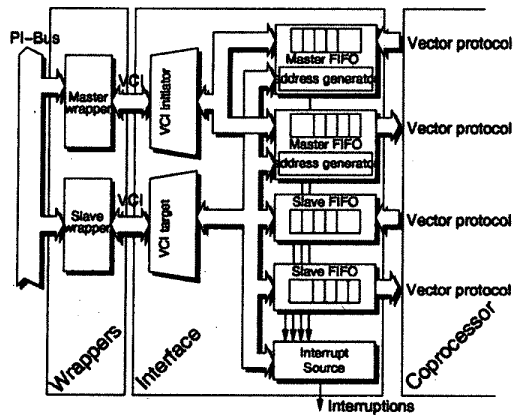 PI-Bus
Master wrapper
VCI
VCI initiator
Master FIFO
address generator
Vector protocol
Master FIFO
address generator
Vector protocol
Slave wrapper
VCI
VCI target
Slave FIFO
Vector protocol
Slave FIFO
Vector protocol
Interrupt
Source
Interruptions
Wrappers
Interface
Coprocessor